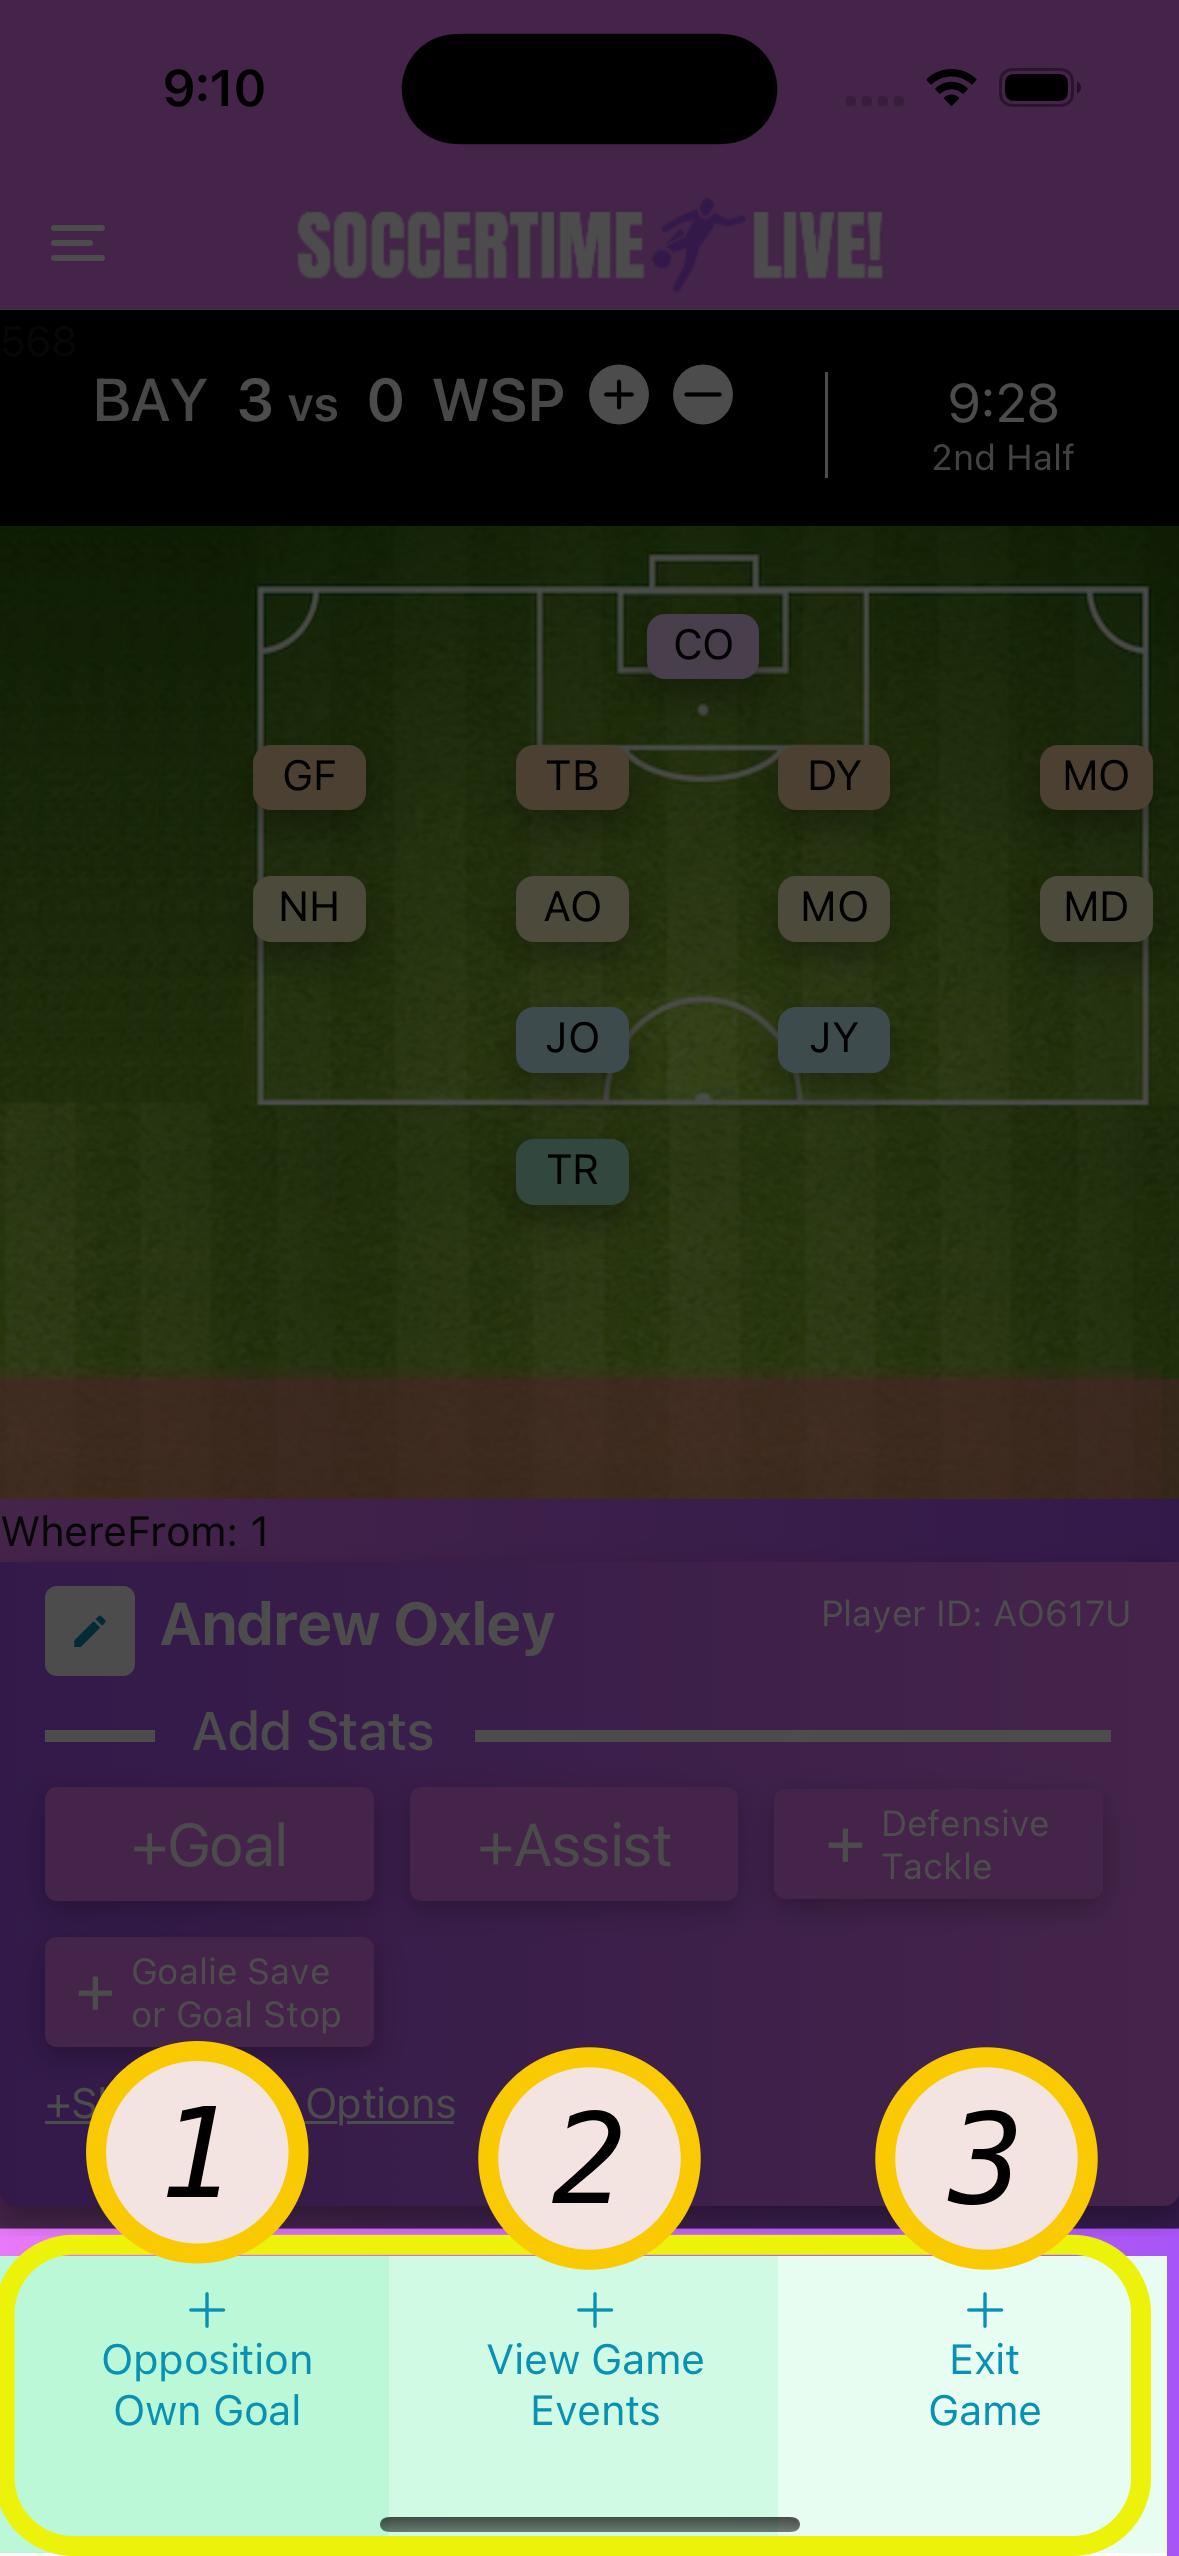 9:10
SOCCERTIME LIVE!
568
BAY 3 vs 0 WSP
9:28
2nd Half
CO
GF TB DY MO
NH AO MO MD
JO JY
TR
WhereFrom: 1
Andrew Oxley
Player ID: AO617U
Add Stats
+Goal
+Assist
+ Defensive
Tackle
+ Goalie Save
or Goal Stop
Options
1 2 3
+ + +
Opposition
Own Goal
View Game
Events
Exit
Game